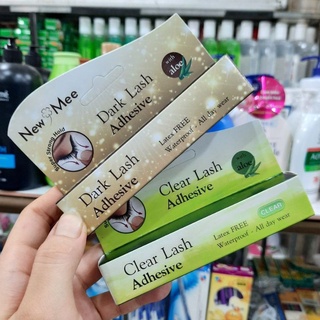 New Mee
Dark Lash
Adhesive
with
aloe
Dark Lash
Adhesive
Latex FREE
Waterproof - All day wear
Clear Lash
Adhesive
aloe
Clear Lash
Adhesive
Latex FREE
Waterproof - All day wear
CLEAR